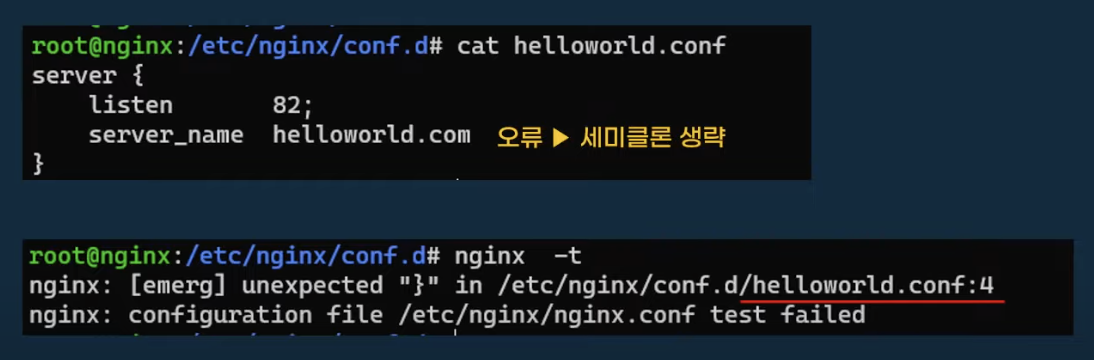 root@nginx:/etc/nginx/conf.d# cat helloworld.conf
server {
    listen       82;
    server_name  helloworld.com 오류 ▶ 세미클론 생략
}
root@nginx:/etc/nginx/conf.d# nginx  -t
nginx: [emerg] unexpected "}" in /etc/nginx/conf.d/helloworld.conf:4
nginx: configuration file /etc/nginx/nginx.conf test failed